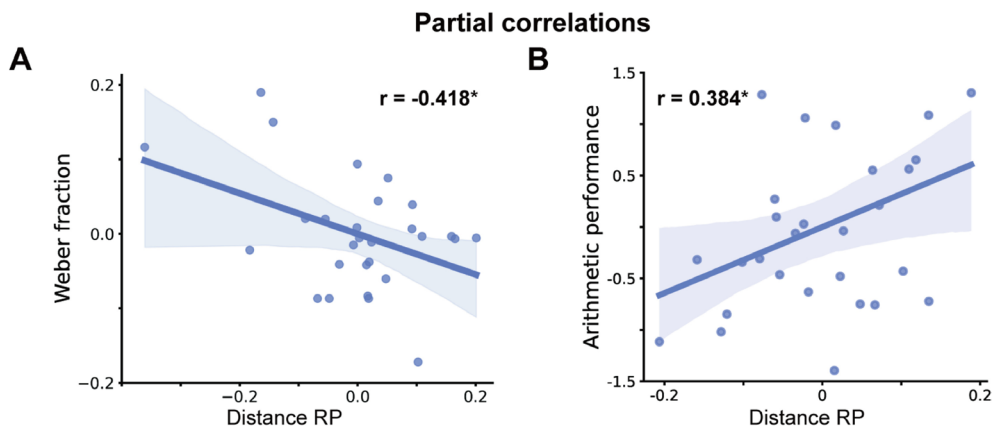 Partial correlations
A
r = -0.418*
Weber fraction
0.2
0.0
−0.2
−0.2
0.0
0.2
Distance RP
B
r = 0.384*
Arithmetic performance
1.5
0.5
-0.5
-1.5
-0.2
0
0.2
Distance RP